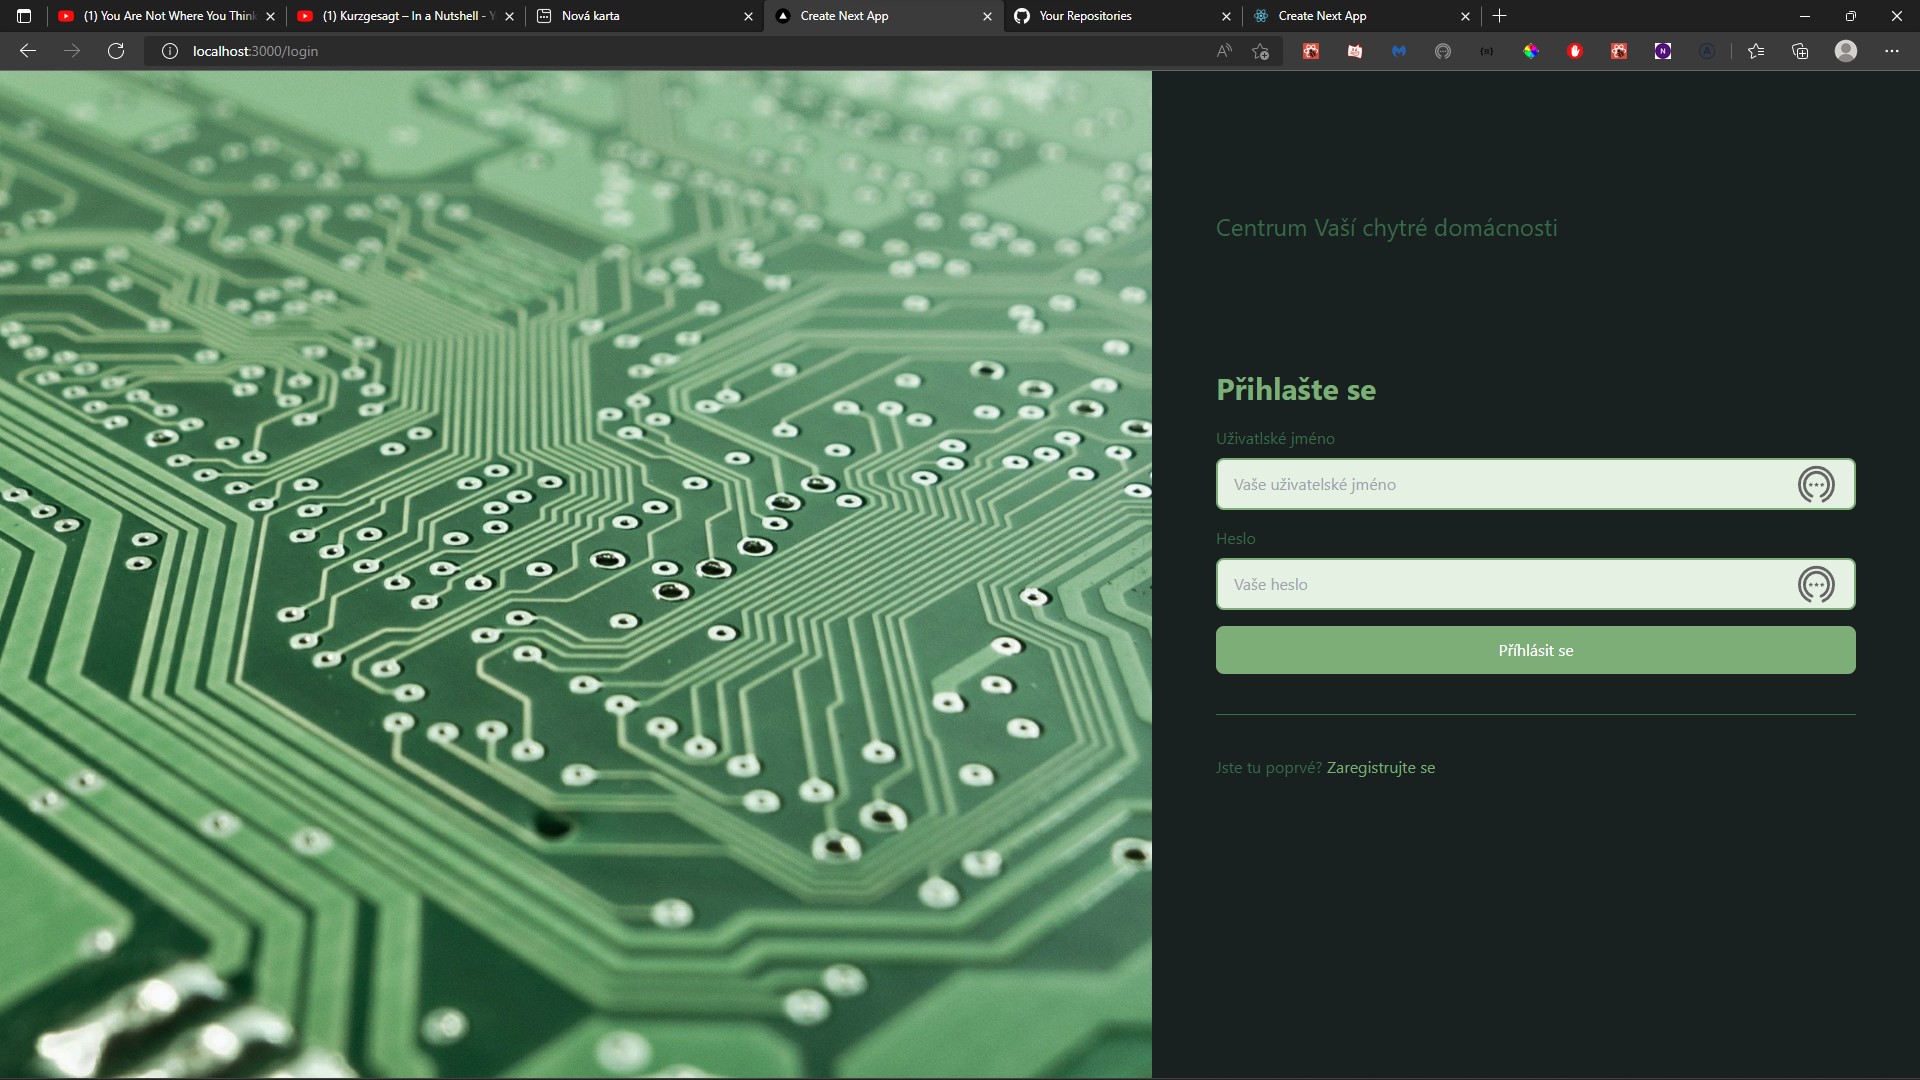 (1) You Are Not Where You Think
(1) Kurzgesagt – In a Nutshell - Y
Nová karta
Create Next App
Your Repositories
Create Next App
localhost:3000/login
Centrum Vaší chytré domácnosti
Přihlašte se
Uživatlské jméno
Vaše uživatelské jméno
Heslo
Vaše heslo
Příhlásit se
Jste tu poprvé? Zaregistrujte se